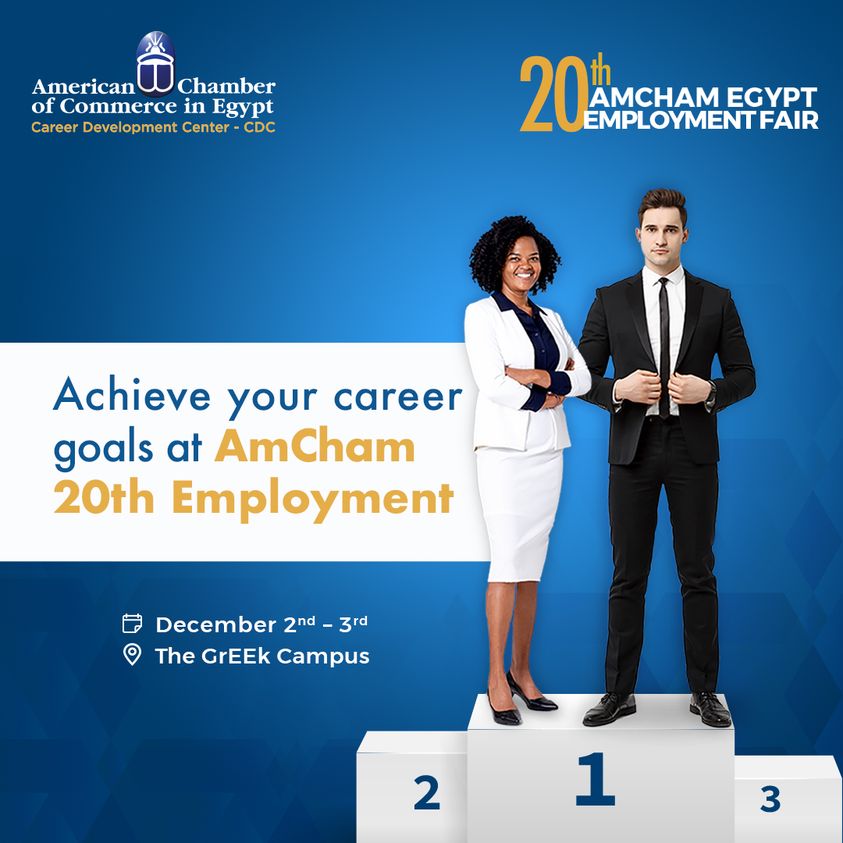 American Chamber
of Commerce in Egypt
Career Development Center - CDC
20th
AMCHAM EGYPT
EMPLOYMENT FAIR
Achieve your career
goals at AmCham
20th Employment
December 2nd – 3rd
The GrEEk Campus
2
1
3